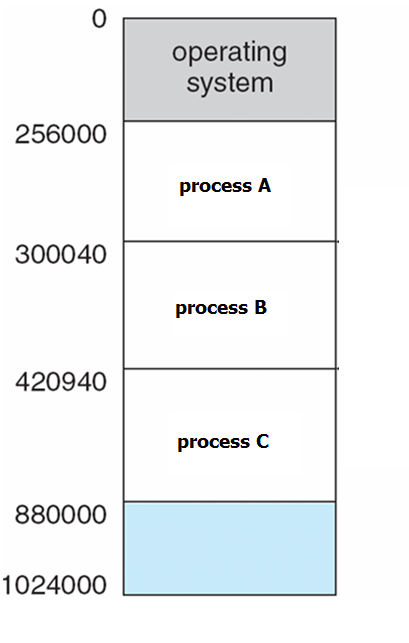 0
operating
system
256000
process A
300040
process B
420940
process C
880000
1024000